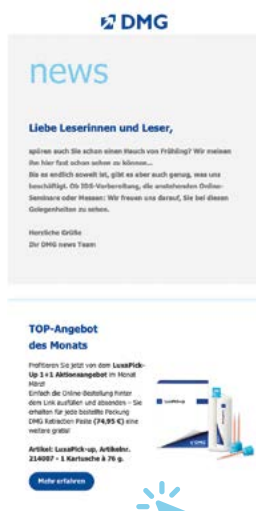 DMG
news
Liebe Leserinnen und Leser,
spüren auch Sie schon einen Hauch von Frühling? Wir meinen
ihn hier fast schon sehen zu können...
Bis es endlich soweit ist, gibt es aber auch genug, was uns
beschäftigt. Ob IDS-Vorbereitung, die anstehenden Online-
Seminare oder Messen: Wir freuen uns darauf, Sie bei diesen
Gelegenheiten zu sehen.
Herzliche Grüße
Ihr DMG news Team
TOP-Angebot
des Monats
Profitieren Sie jetzt von dem LuxaPick-
Up 1+1 Aktionsangebot im Monat
März!
Einfach die Online-Bestellung hinter
dem Link ausfüllen und absenden – Sie
erhalten für jede bestellte Packung
DMG Retraction Paste (74,95 €) eine
weitere gratis!
Artikel: LuxaPick-up, Artikelnr.
214087 - 1 Kartusche à 76 g.
Mehr erfahren
LuxaPick-up
DMG